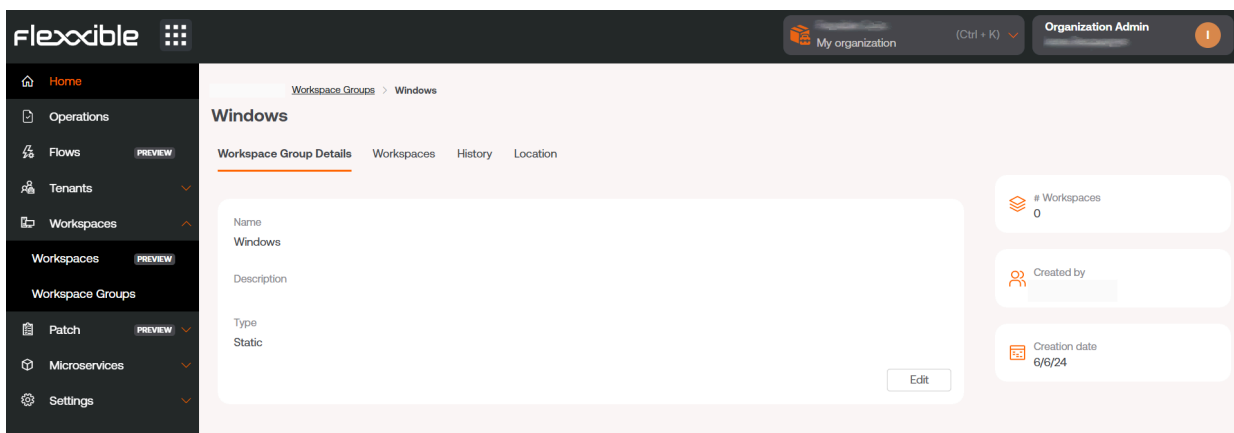 flexxible
My organization
(Ctrl + K)
Organization Admin
I
Home
Operations
Flows PREVIEW
Tenants
Workspaces
Workspaces PREVIEW
Workspace Groups
Patch PREVIEW
Microservices
Settings
Workspace Groups > Windows
Windows
Workspace Group Details Workspaces History Location
Name
Windows
Description
Type
Static
Edit
# Workspaces
0
Created by
Creation date
6/6/24